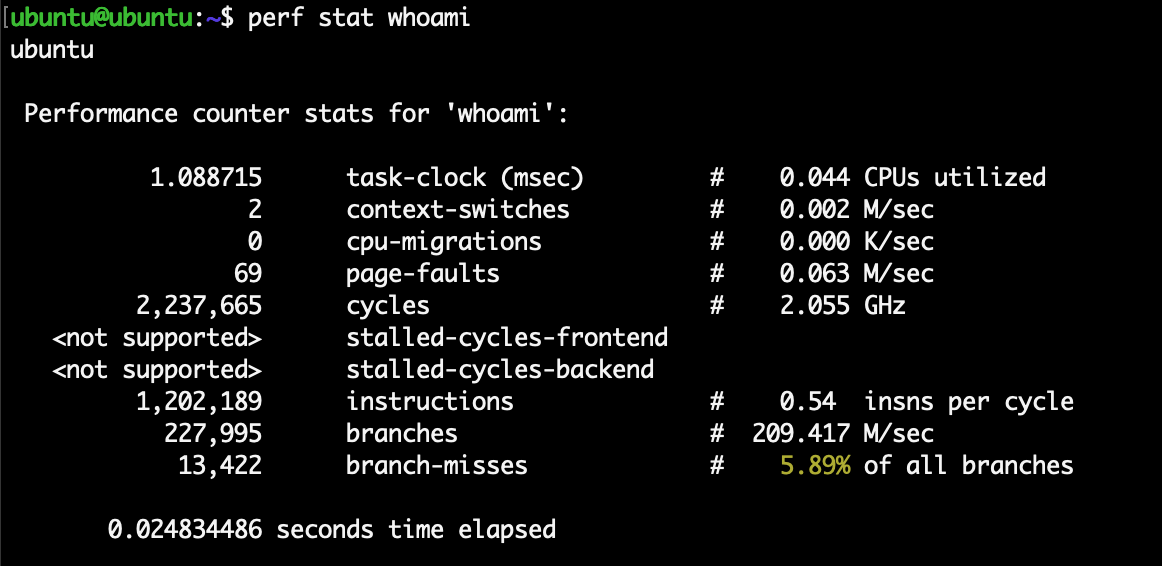 [ubuntu@ubuntu:~$ perf stat whoami
ubuntu
Performance counter stats for 'whoami':
1.088715 task-clock (msec) # 0.044 CPUs utilized
2 context-switches # 0.002 M/sec
0 cpu-migrations # 0.000 K/sec
69 page-faults # 0.063 M/sec
2,237,665 cycles # 2.055 GHz
<not supported> stalled-cycles-frontend
<not supported> stalled-cycles-backend
1,202,189 instructions # 0.54 insns per cycle
227,995 branches # 209.417 M/sec
13,422 branch-misses # 5.89% of all branches
0.024834486 seconds time elapsed